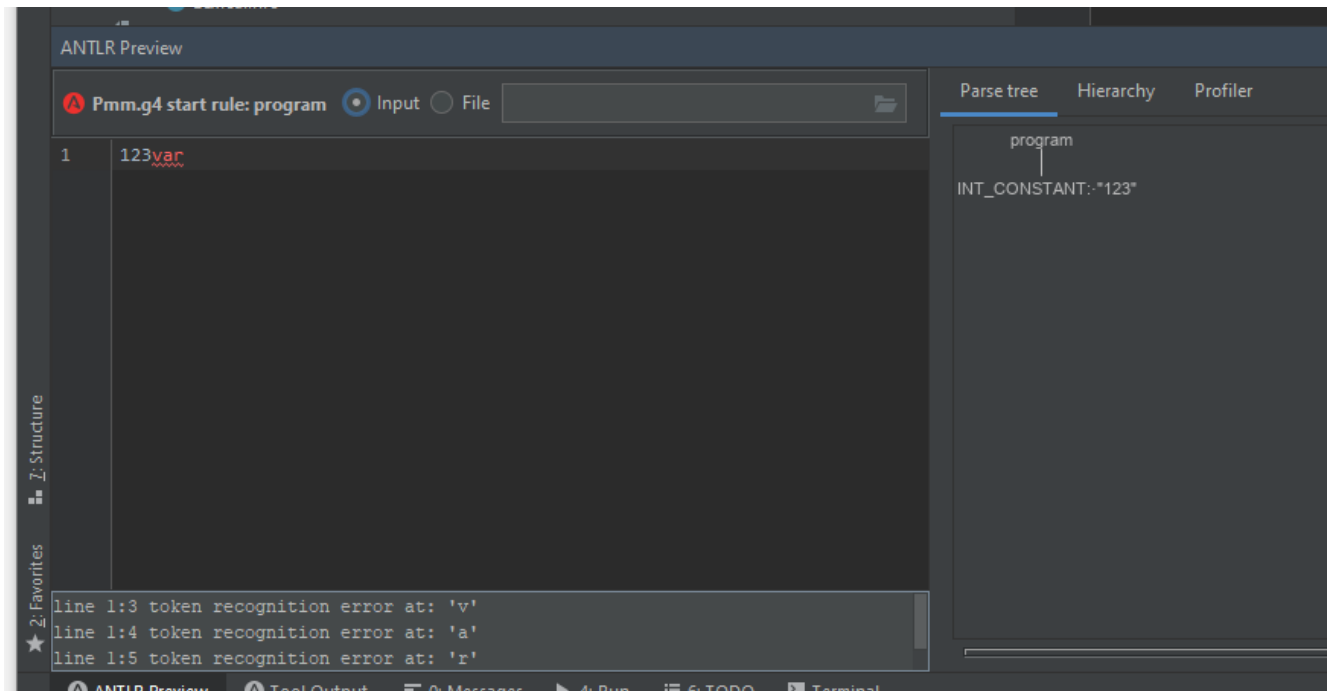 ANTLR Preview
Pmm.g4 start rule: program Input File
Parse tree Hierarchy Profiler
1 123var
program
INT_CONSTANT:-"123"
7: Structure
2: Favorites
line 1:3 token recognition error at: 'v'
line 1:4 token recognition error at: 'a'
line 1:5 token recognition error at: 'r'
ANTLR Preview Tool Output 0: Messages 4: Run 6: TODO Terminal